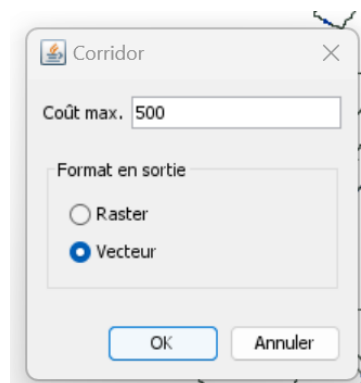 Corridor
Coût max. 500
Format en sortie
Raster
Vecteur
OK Annuler